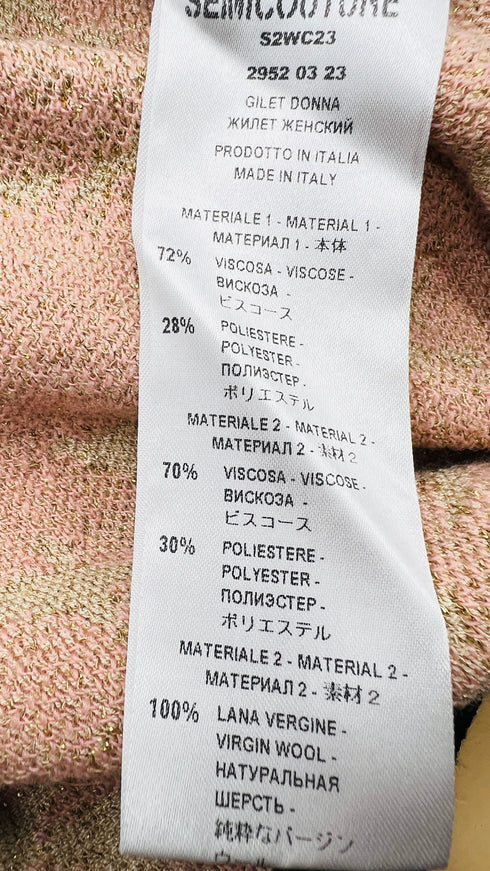 SEMICOUTURE
S2WC23
2952 03 23
GILET DONNA
ЖИЛЕТ ЖЕНСКИЙ
PRODOTTO IN ITALIA
MADE IN ITALY
MATERIALE 1 - MATERIAL 1 -
МАТЕРИАЛ 1 - 本体
72% VISCOSA - VISCOSE -
ВИСКОЗА -
ビスコース
28% POLIESTERE -
POLYESTER -
ПОЛИЭСТЕР -
ポリエステル
MATERIALE 2 - MATERIAL 2 -
МАТЕРИАЛ 2 - 素材 2
70% VISCOSA - VISCOSE -
ВИСКОЗА -
ビスコース
30% POLIESTERE -
POLYESTER -
ПОЛИЭСТЕР -
ポリエステル
MATERIALE 2 - MATERIAL 2 -
МАТЕРИАЛ 2 - 素材 2
100% LANA VERGINE -
VIRGIN WOOL -
НАТУРАЛЬНАЯ
ШЕРСТЬ -
純粋なバージン
ウール